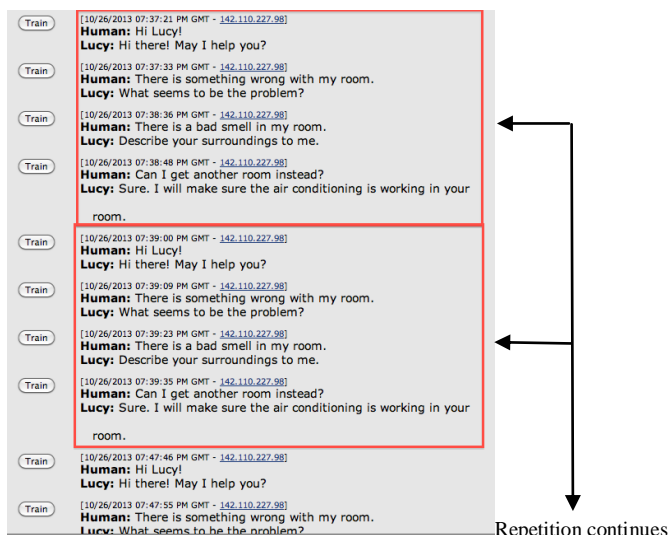 [10/26/2013 07:37:21 PM GMT - 142.110.227.98]
Train
Human: Hi Lucy!
Lucy: Hi there! May I help you?
[10/26/2013 07:37:33 PM GMT - 142.110.227.98]
Train
Human: There is something wrong with my room.
Lucy: What seems to be the problem?
[10/26/2013 07:38:36 PM GMT - 142.110.227.98]
Train
Human: There is a bad smell in my room.
Lucy: Describe your surroundings to me.
[10/26/2013 07:38:48 PM GMT - 142.110.227.98]
Train
Human: Can I get another room instead?
Lucy: Sure. I will make sure the air conditioning is working in your
room.
[10/26/2013 07:39:00 PM GMT - 142.110.227.98]
Train
Human: Hi Lucy!
Lucy: Hi there! May I help you?
[10/26/2013 07:39:09 PM GMT - 142.110.227.98]
Train
Human: There is something wrong with my room.
Lucy: What seems to be the problem?
[10/26/2013 07:39:23 PM GMT - 142.110.227.98]
Train
Human: There is a bad smell in my room.
Lucy: Describe your surroundings to me.
[10/26/2013 07:39:35 PM GMT - 142.110.227.98]
Train
Human: Can I get another room instead?
Lucy: Sure. I will make sure the air conditioning is working in your
room.
[10/26/2013 07:47:46 PM GMT - 142.110.227.98]
Train
Human: Hi Lucy!
Lucy: Hi there! May I help you?
[10/26/2013 07:47:55 PM GMT - 142.110.227.98]
Train
Human: There is something wrong with my room.
Lucy: What seems to be the problem?
Repetition continues